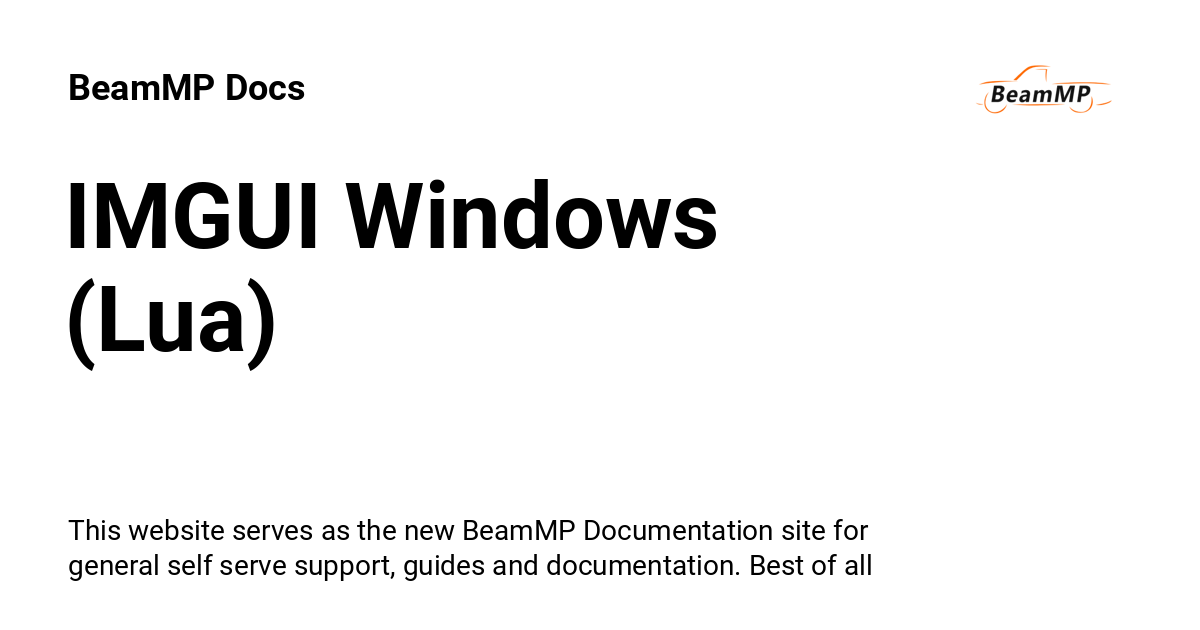 BeamMP Docs
BeamMP
IMGUI Windows
(Lua)
This website serves as the new BeamMP Documentation site for
general self serve support, guides and documentation. Best of all